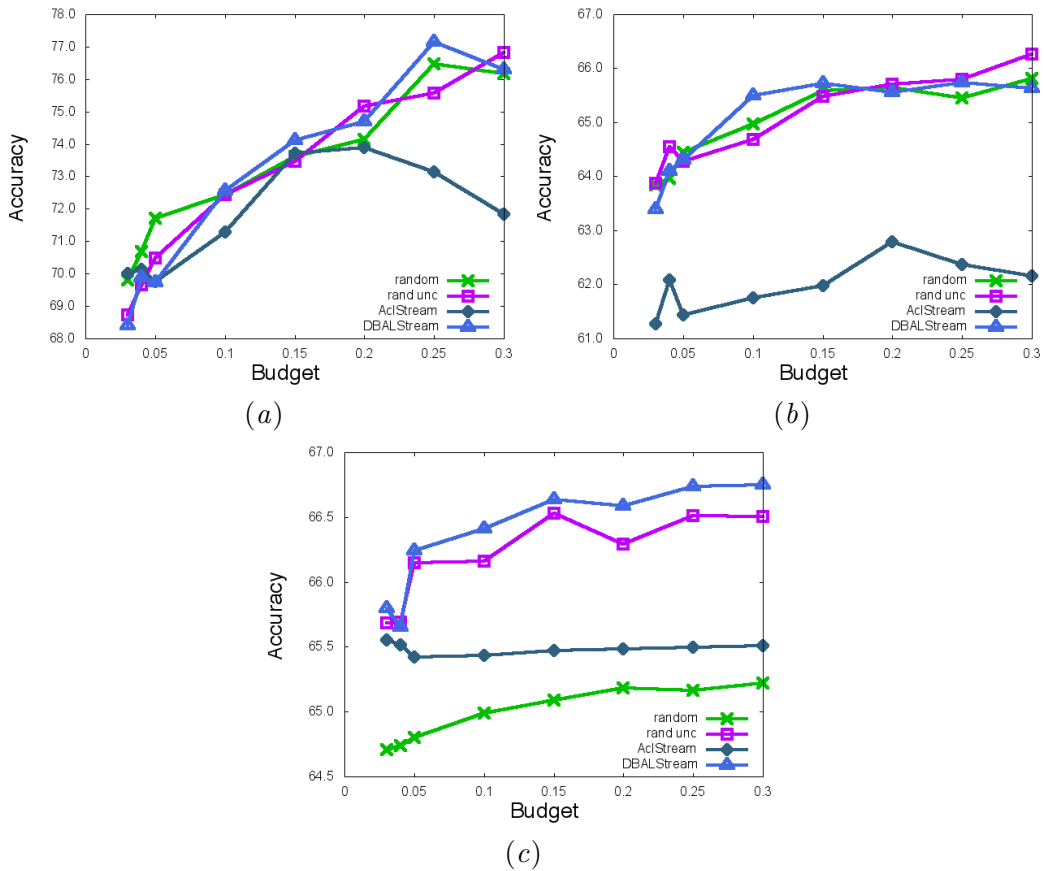 78.0
77.0
76.0
75.0
74.0
73.0
72.0
71.0
70.0
69.0
68.0
Accuracy
0 0.05 0.1 0.15 0.2 0.25 0.3
Budget
random
rand unc
AclStream
DBALStream
(a)
67.0
66.0
65.0
64.0
63.0
62.0
61.0
Accuracy
0 0.05 0.1 0.15 0.2 0.25 0.3
Budget
random
rand unc
AclStream
DBALStream
(b)
67.0
66.5
66.0
65.5
65.0
64.5
Accuracy
0 0.05 0.1 0.15 0.2 0.25 0.3
Budget
random
rand unc
AclStream
DBALStream
(c)